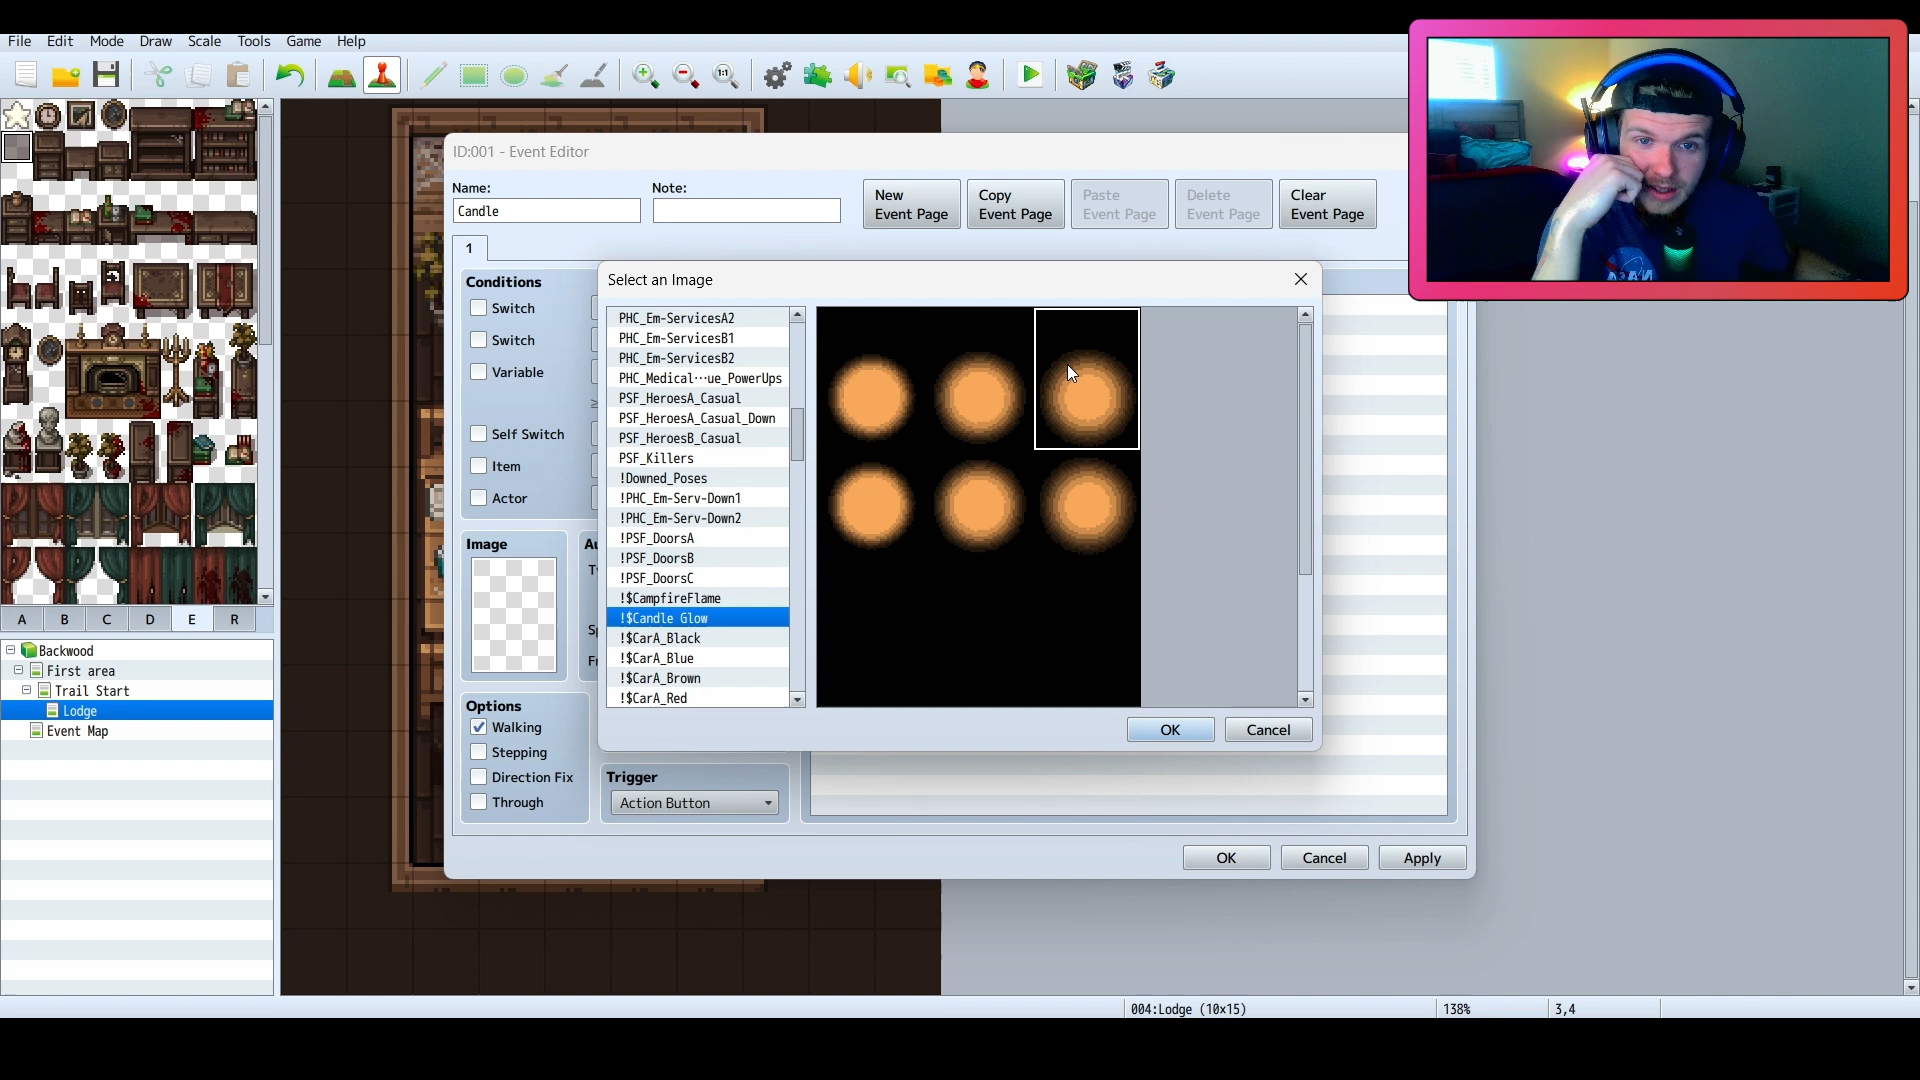 File Edit Mode Draw Scale Tools Game Help
1:1
ID:001 - Event Editor
Name:
Note:
Candle
New
Event Page
Copy
Event Page
Paste
Event Page
Delete
Event Page
Clear
Event Page
1
Conditions
Switch
Switch
Variable
≥
Self Switch
Item
Actor
Image
Options
Walking
Stepping
Direction Fix
Through
Trigger
Action Button
Select an Image
PHC_Em-ServicesA2
PHC_Em-ServicesB1
PHC_Em-ServicesB2
PHC_Medical…ue_PowerUps
PSF_HeroesA_Casual
PSF_HeroesA_Casual_Down
PSF_HeroesB_Casual
PSF_Killers
!Downed_Poses
!PHC_Em-Serv-Down1
!PHC_Em-Serv-Down2
!PSF_DoorsA
!PSF_DoorsB
!PSF_DoorsC
!$CampfireFlame
!$Candle Glow
!$CarA_Black
!$CarA_Blue
!$CarA_Brown
!$CarA_Red
OK Cancel
OK Cancel Apply
A B C D E R
Backwood
First area
Trail Start
Lodge
Event Map
004:Lodge (10x15) 138% 3,4